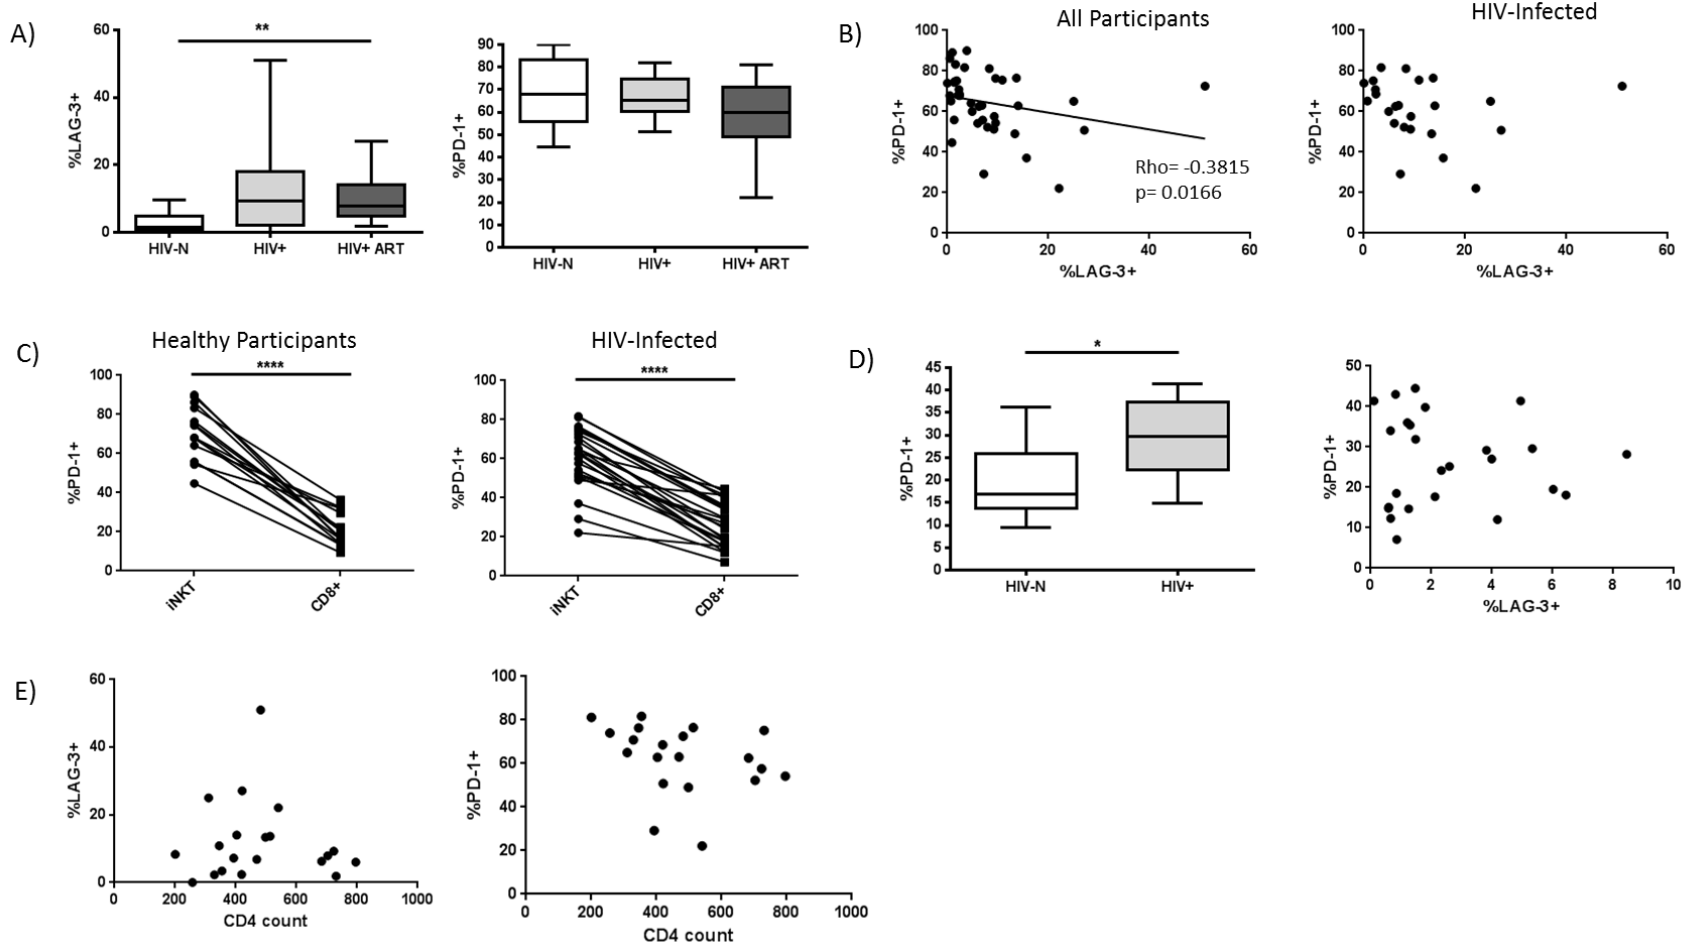 A)
60
40
20
0
%LAG-3+
**
HIV-N
HIV+
HIV+ ART
90
80
70
60
50
40
30
20
10
0
%PD-1+
HIV-N
HIV+
HIV+ ART
B)
All Participants
100
80
60
40
20
0
%PD-1+
Rho= -0.3815
p= 0.0166
0
20
40
60
%LAG-3+
HIV-Infected
100
80
60
40
20
0
%PD-1+
0
20
40
60
%LAG-3+
C)
Healthy Participants
****
100
80
60
40
20
0
%PD-1+
iNKT
CD8+
HIV-Infected
****
100
80
60
40
20
0
%PD-1+
iNKT
CD8+
D)
*
45
40
35
30
25
20
15
10
5
0
%PD-1+
HIV-N
HIV+
50
40
30
20
10
0
%PD-1+
0
2
4
6
8
10
%LAG-3+
E)
60
40
20
0
%LAG-3+
0
200
400
600
800
1000
CD4 count
100
80
60
40
20
0
%PD-1+
0
200
400
600
800
1000
CD4 count